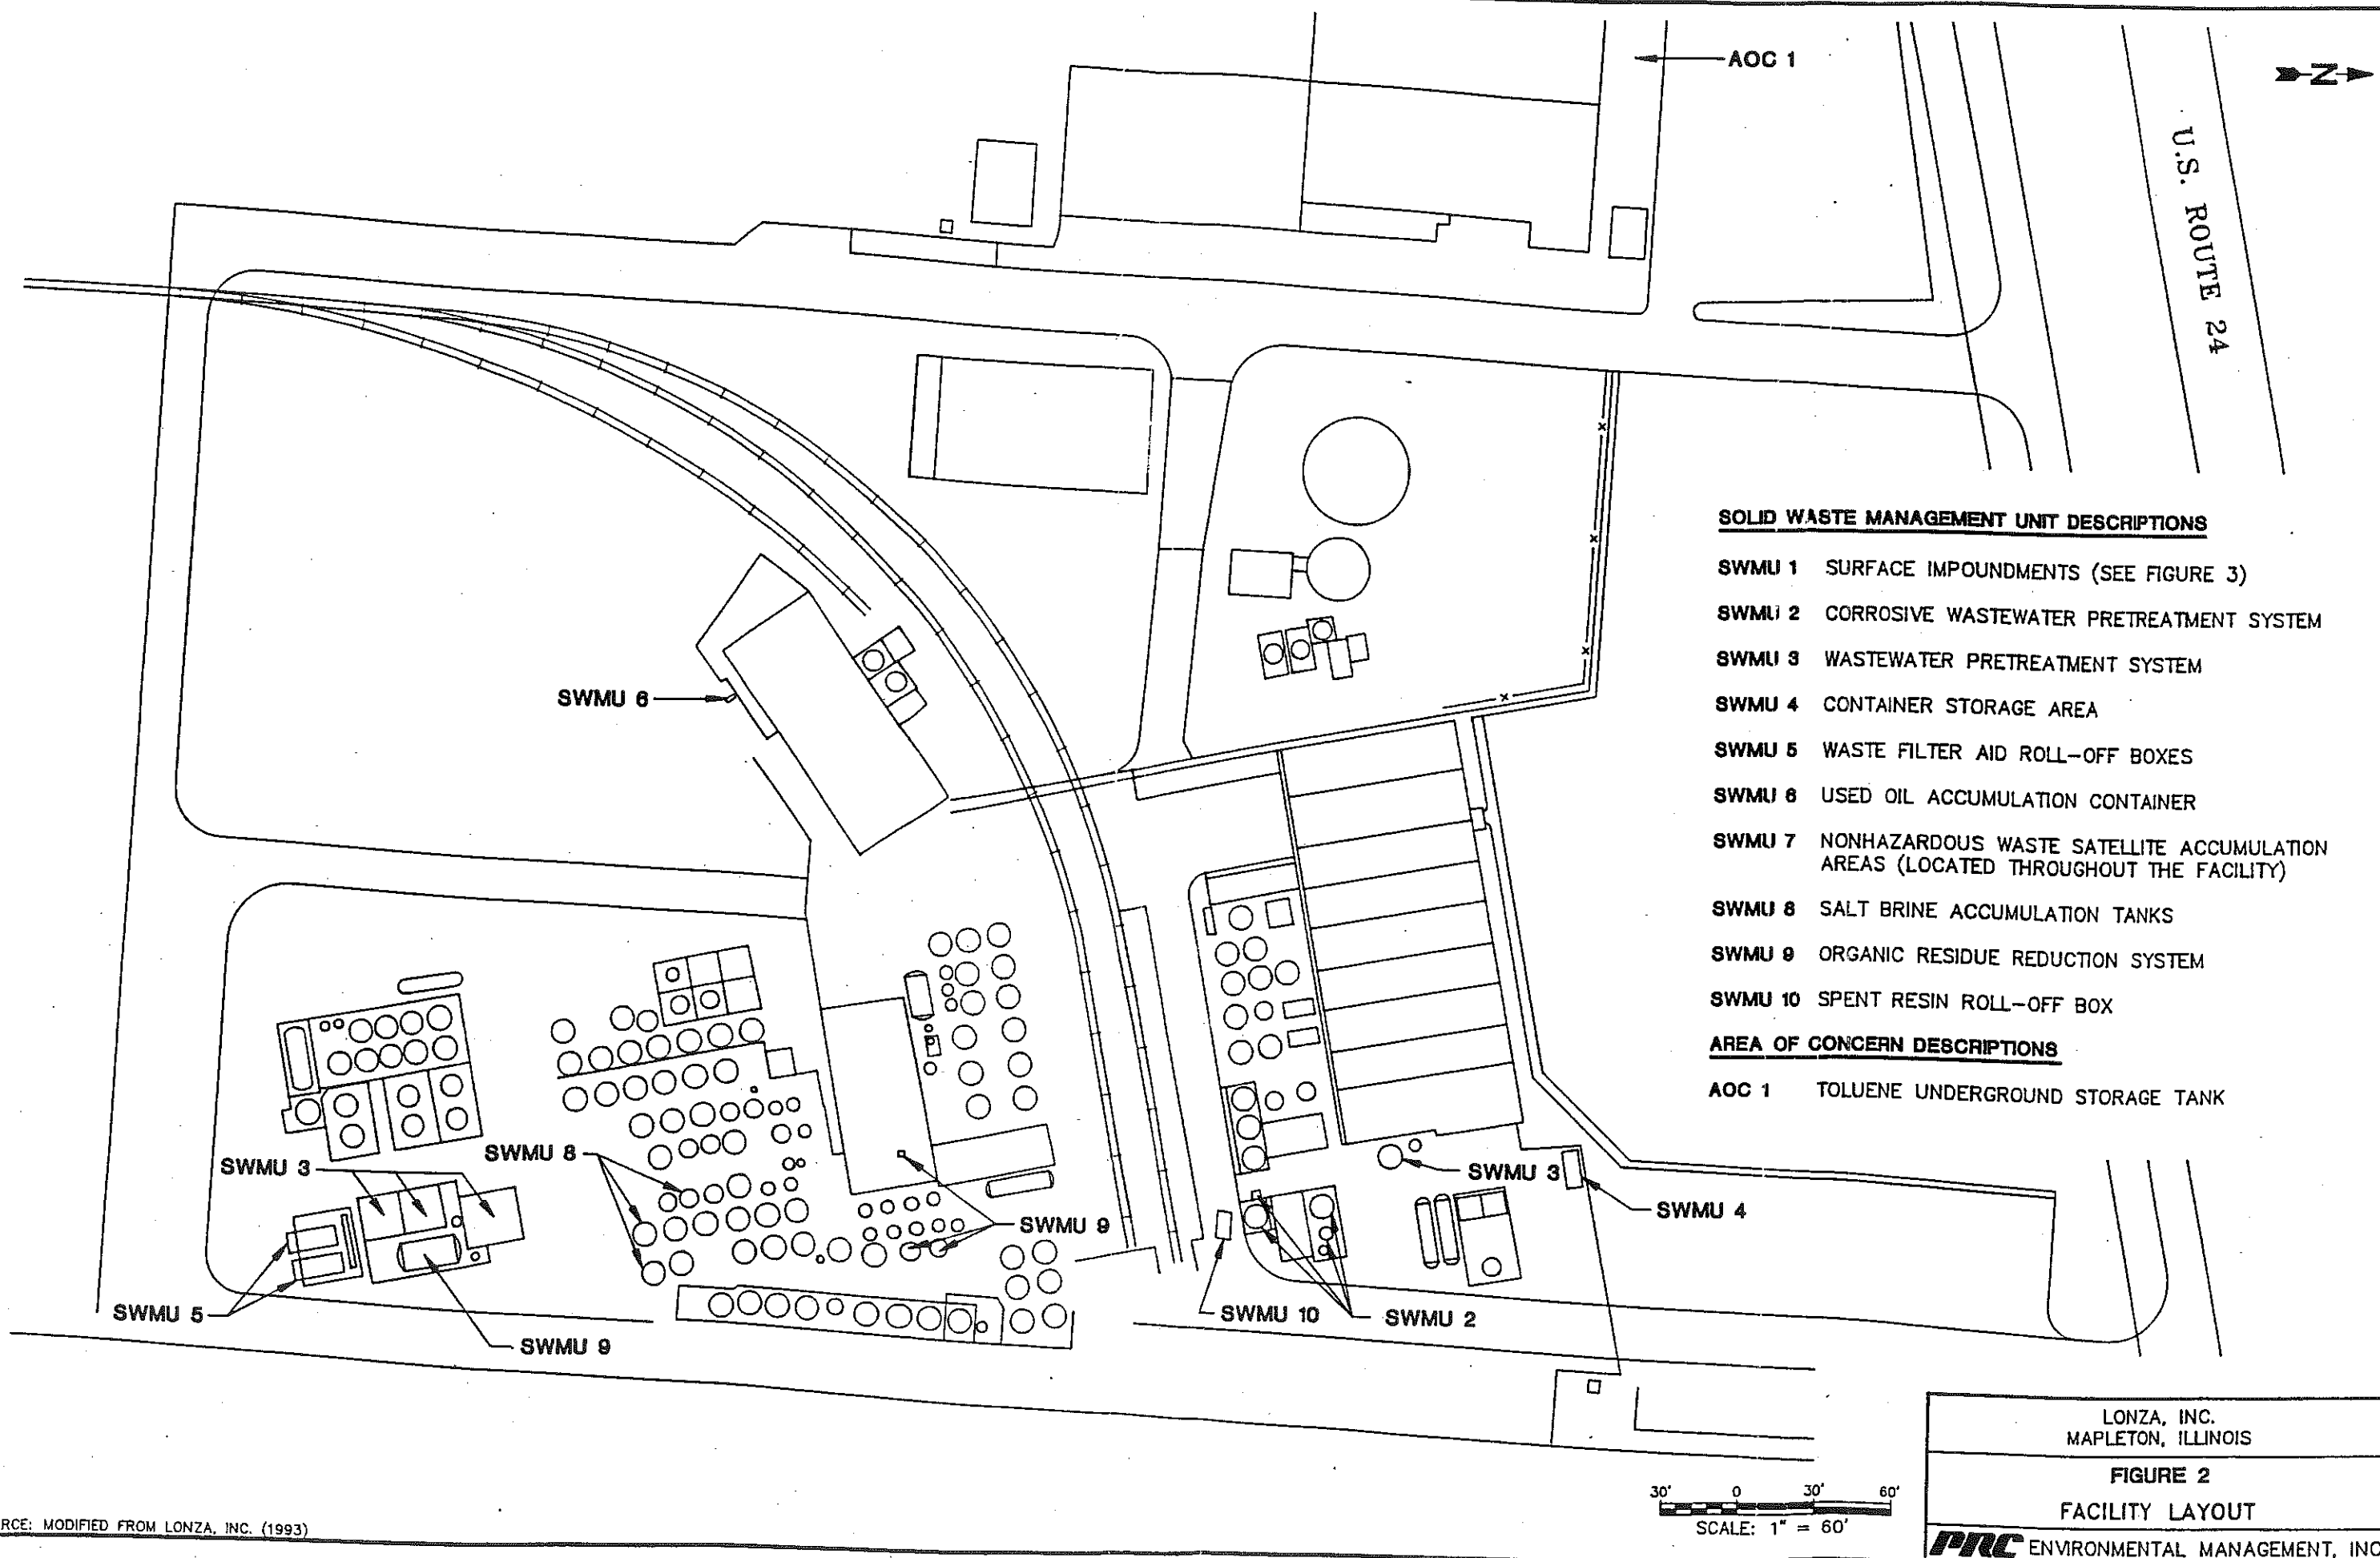 AOC 1
N
U.S. ROUTE 24
SOLID WASTE MANAGEMENT UNIT DESCRIPTIONS
SWMU 1 SURFACE IMPOUNDMENTS (SEE FIGURE 3)
SWMU 2 CORROSIVE WASTEWATER PRETREATMENT SYSTEM
SWMU 3 WASTEWATER PRETREATMENT SYSTEM
SWMU 4 CONTAINER STORAGE AREA
SWMU 5 WASTE FILTER AID ROLL-OFF BOXES
SWMU 6 USED OIL ACCUMULATION CONTAINER
SWMU 7 NONHAZARDOUS WASTE SATELLITE ACCUMULATION
AREAS (LOCATED THROUGHOUT THE FACILITY)
SWMU 8 SALT BRINE ACCUMULATION TANKS
SWMU 9 ORGANIC RESIDUE REDUCTION SYSTEM
SWMU 10 SPENT RESIN ROLL-OFF BOX
AREA OF CONCERN DESCRIPTIONS
AOC 1 TOLUENE UNDERGROUND STORAGE TANK
SWMU 6
SWMU 3
SWMU 8
SWMU 3
SWMU 4
SWMU 9
SWMU 5
SWMU 10
SWMU 2
SWMU 9
30' 0 30' 60'
SCALE: 1" = 60'
LONZA, INC.
MAPLETON, ILLINOIS
FIGURE 2
FACILITY LAYOUT
PRC ENVIRONMENTAL MANAGEMENT, INC
RCE: MODIFIED FROM LONZA, INC. (1993)